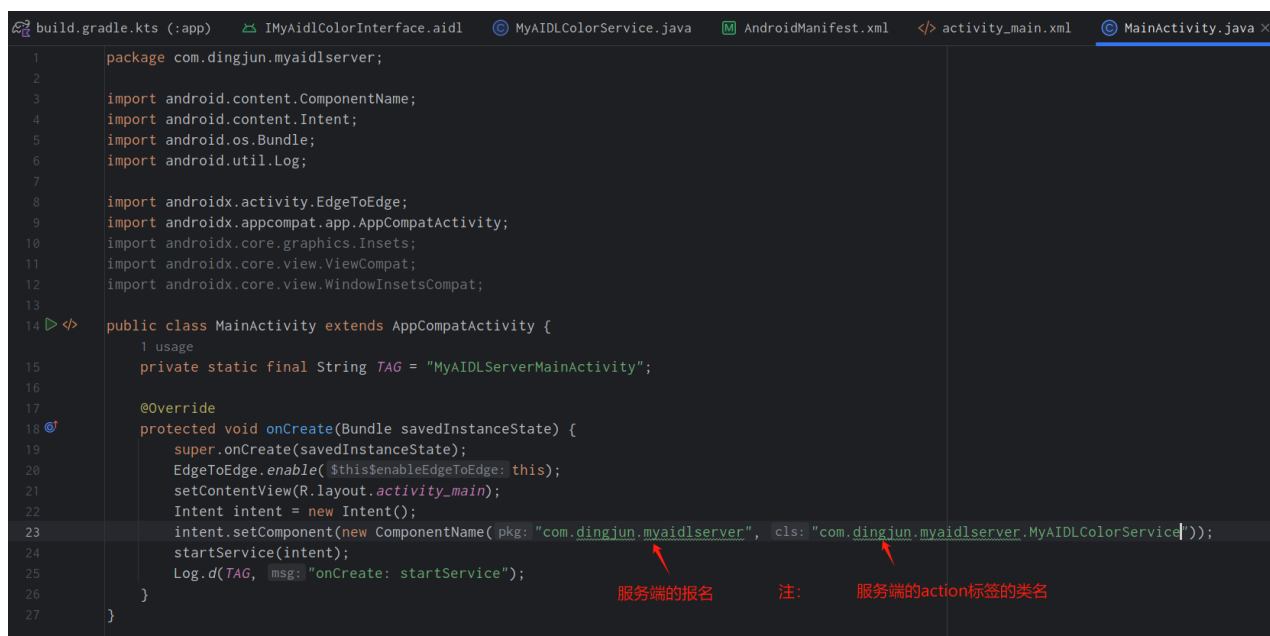 build.gradle.kts (:app) IMyAidlColorInterface.aidl MyAIDLColorService.java AndroidManifest.xml activity_main.xml MainActivity.java
1 package com.dingjun.myaidlserver;
2
3 import android.content.ComponentName;
4 import android.content.Intent;
5 import android.os.Bundle;
6 import android.util.Log;
7
8 import androidx.activity.EdgeToEdge;
9 import androidx.appcompat.app.AppCompatActivity;
10 import androidx.core.graphics.Insets;
11 import androidx.core.view.ViewCompat;
12 import androidx.core.view.WindowInsetsCompat;
13
14 public class MainActivity extends AppCompatActivity {
1 usage
15 private static final String TAG = "MyAIDLServerMainActivity";
16
17 @Override
18 protected void onCreate(Bundle savedInstanceState) {
19 super.onCreate(savedInstanceState);
20 EdgeToEdge.enable( $this$enableEdgeToEdge: this);
21 setContentView(R.layout.activity_main);
22 Intent intent = new Intent();
23 intent.setComponent(new ComponentName( pkg: "com.dingjun.myaidlserver", cls: "com.dingjun.myaidlserver.MyAIDLColorService"));
24 startService(intent);
25 Log.d(TAG, msg: "onCreate: startService");
服务端的报名 注： 服务端的action标签的类名
26 }
27 }